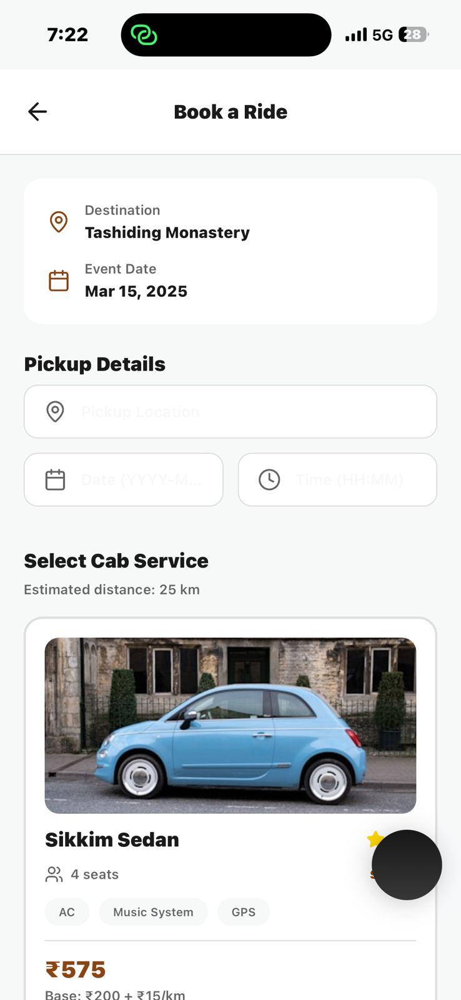 7:22
5G 28
Book a Ride
Destination
Tashiding Monastery
Event Date
Mar 15, 2025
Pickup Details
Pickup Location
Date (YYYY-M...
Time (HH:MM)
Select Cab Service
Estimated distance: 25 km
Sikkim Sedan
4 seats
AC
Music System
GPS
₹575
Base: ₹200 + ₹15/km